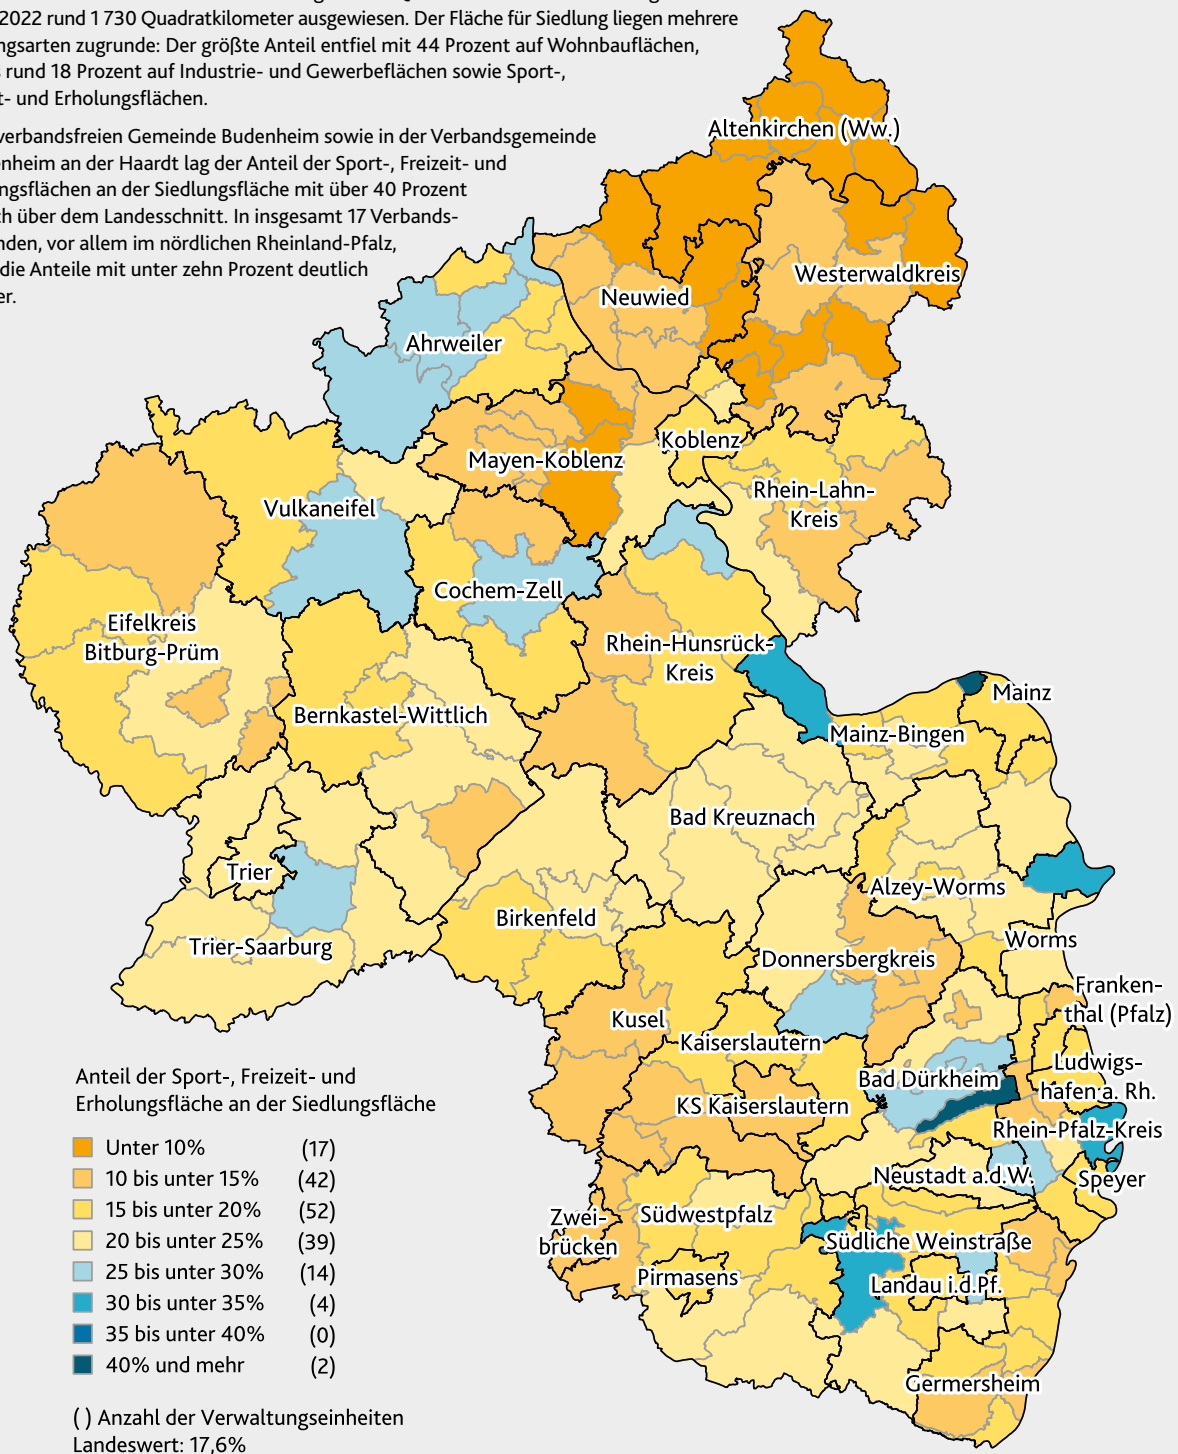 2022 rund 1 730 Quadratkilometer ausgewiesen. Der Fläche für Siedlung liegen mehrere
ngsarten zugrunde: Der größte Anteil entfiel mit 44 Prozent auf Wohnbauflächen,
rund 18 Prozent auf Industrie- und Gewerbeflächen sowie Sport-,
t- und Erholungsflächen.
verbandsfreien Gemeinde Budenheim sowie in der Verbandsgemeinde
enheim an der Haardt lag der Anteil der Sport-, Freizeit- und
ngsflächen an der Siedlungsfläche mit über 40 Prozent
ch über dem Landesschnitt. In insgesamt 17 Verbands-
nden, vor allem im nördlichen Rheinland-Pfalz,
die Anteile mit unter zehn Prozent deutlich
er.
Altenkirchen (Ww.)
Westerwaldkreis
Neuwied
Ahrweiler
Koblenz
Mayen-Koblenz
Rhein-Lahn-
Kreis
Vulkaneifel
Cochem-Zell
Eifelkreis
Bitburg-Prüm
Rhein-Hunsrück-
Kreis
Mainz
Bernkastel-Wittlich
Mainz-Bingen
Bad Kreuznach
Trier
Alzey-Worms
Birkenfeld
Trier-Saarburg
Worms
Donnersbergkreis
Franken-
thal (Pfalz)
Kusel
Kaiserslautern
Ludwigs-
hafen a. Rh.
Bad Dürkheim
KS Kaiserslautern
Rhein-Pfalz-Kreis
Neustadt a.d.W.
Speyer
Zwei-
brücken
Südwestpfalz
Südliche Weinstraße
Pirmasens
Landau i.d.Pf.
Germersheim
Anteil der Sport-, Freizeit- und
Erholungsfläche an der Siedlungsfläche
Unter 10% (17)
10 bis unter 15% (42)
15 bis unter 20% (52)
20 bis unter 25% (39)
25 bis unter 30% (14)
30 bis unter 35% (4)
35 bis unter 40% (0)
40% und mehr (2)
( ) Anzahl der Verwaltungseinheiten
Landeswert: 17,6%